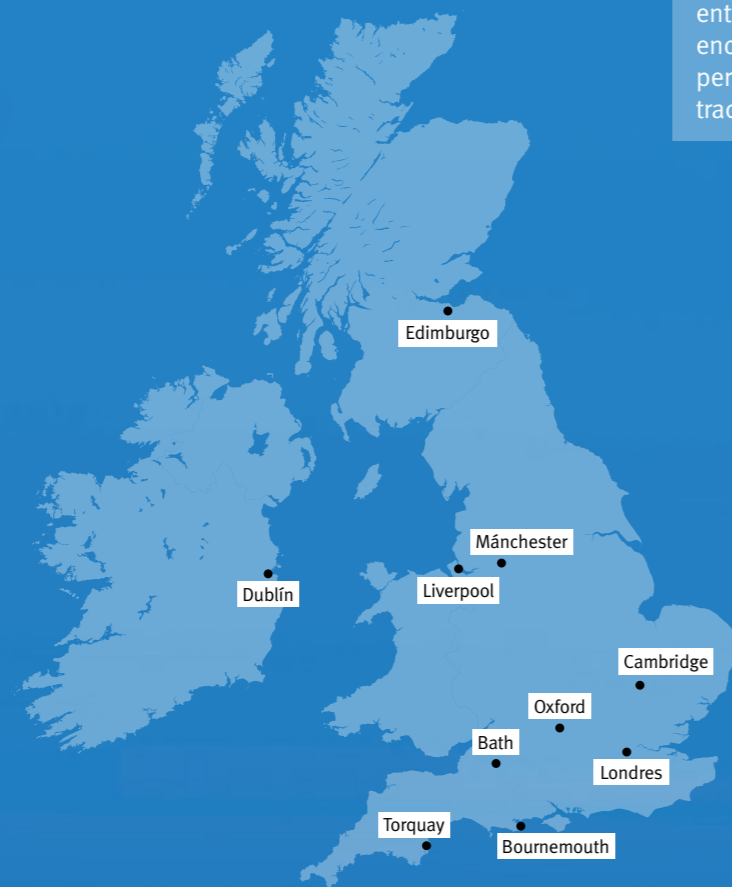 Edimburgo
Mánchester
Liverpool
Dublín
Cambridge
Oxford
Bath
Londres
Torquay
Bournemouth